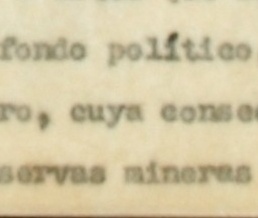 fondo político
ro, cuya conse
servas mineras